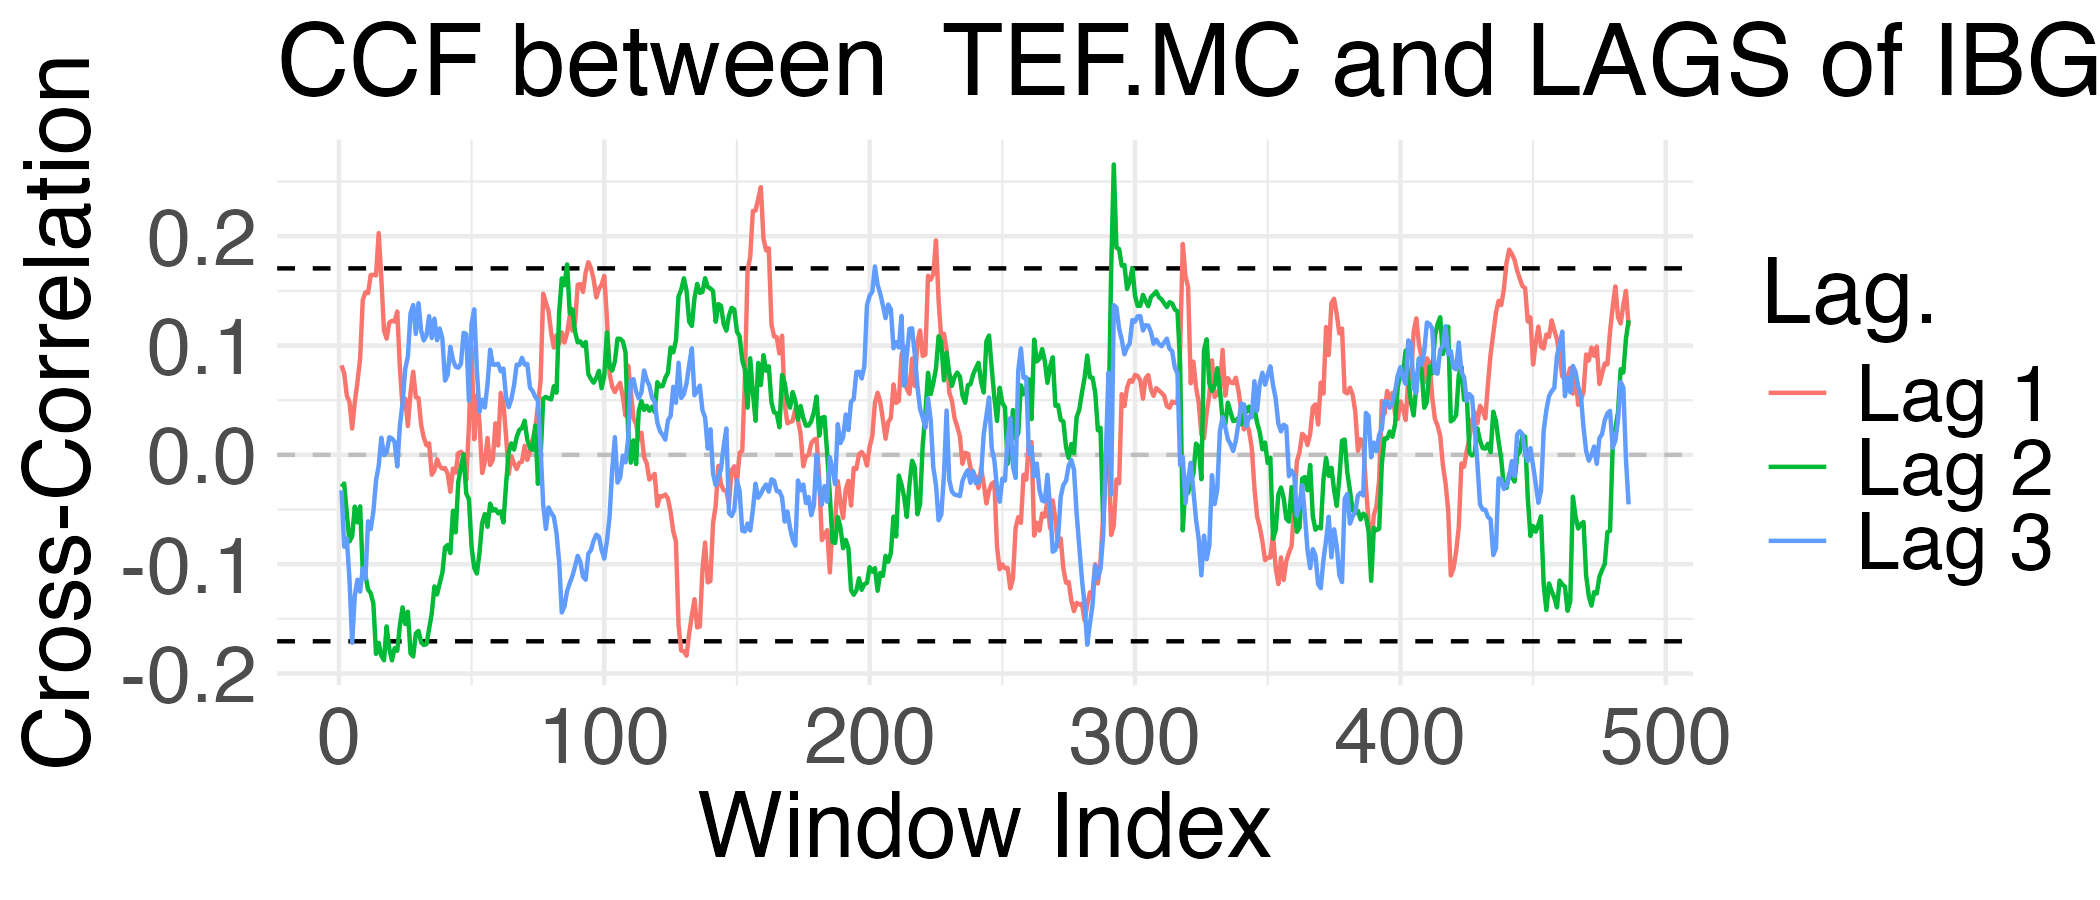 CCF between  TEF.MC and LAGS of IBG
Cross-Correlation
0.2
0.1
0.0
-0.1
-0.2
0 100 200 300 400 500
Window Index
Lag.
Lag 1
Lag 2
Lag 3